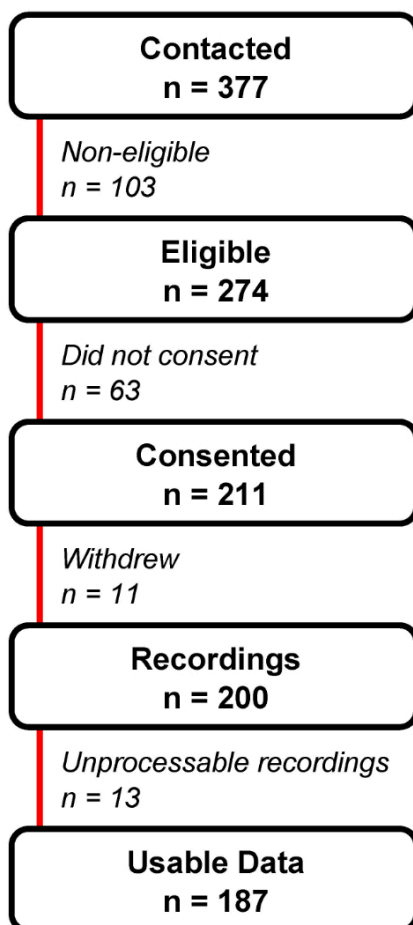 Contacted
n = 377
Non-eligible
n = 103
Eligible
n = 274
Did not consent
n = 63
Consented
n = 211
Withdrew
n = 11
Recordings
n = 200
Unprocessable recordings
n = 13
Usable Data
n = 187